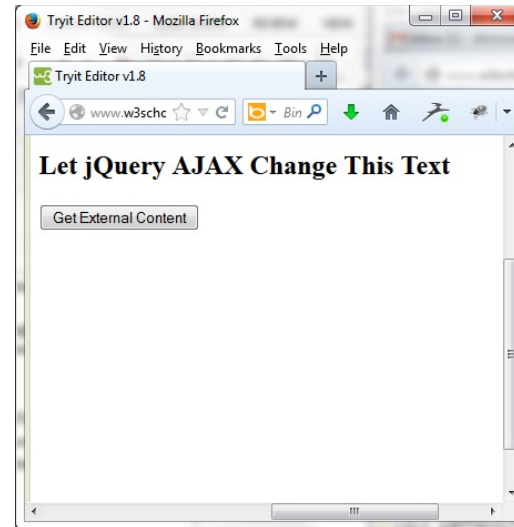 Tryit Editor v1.8 - Mozilla Firefox
File Edit View History Bookmarks Tools Help
Tryit Editor v1.8
www.w3schc Bin
Let jQuery AJAX Change This Text
Get External Content